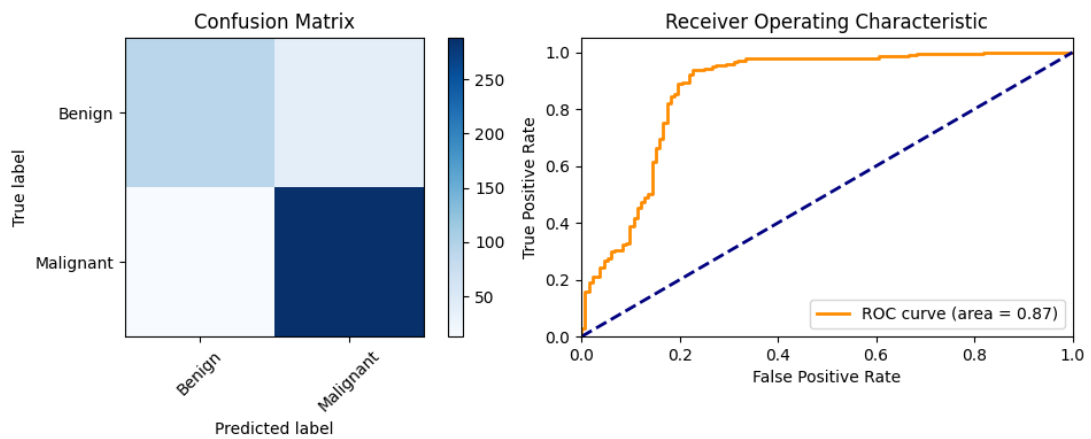 Confusion Matrix
Benign
Malignant
True label
Benign
Malignant
Predicted label
250
200
150
100
50
Receiver Operating Characteristic
1.0
0.8
0.6
0.4
0.2
0.0
True Positive Rate
0.0 0.2 0.4 0.6 0.8 1.0
False Positive Rate
ROC curve (area = 0.87)